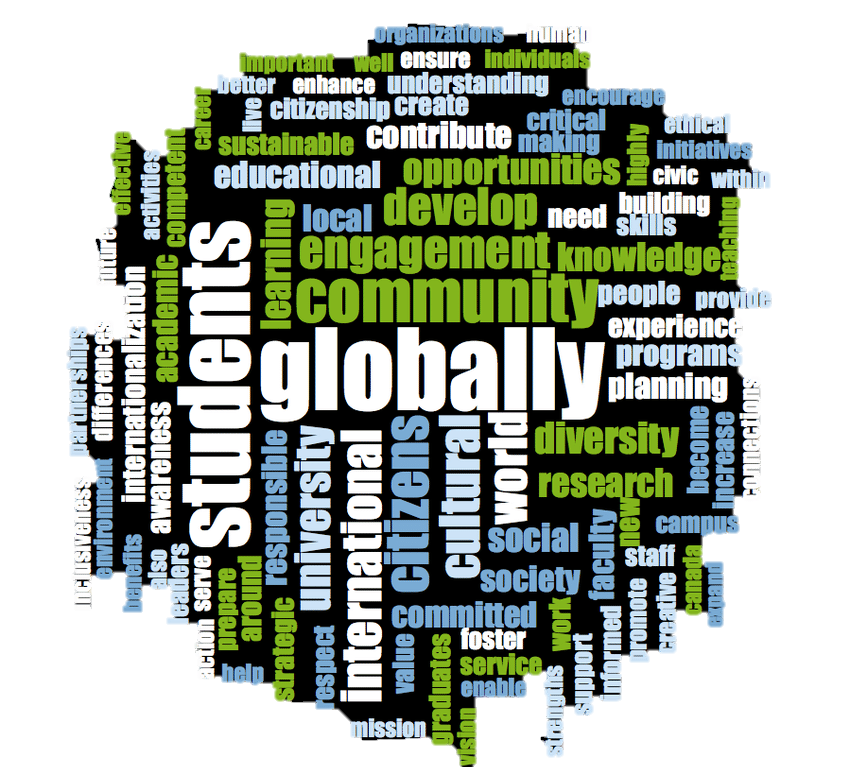 organizations human
important well ensure individuals
better enhance understanding
career live citizenship create encourage
sustainable contribute critical ethical
making highly initiatives
effective activities competent educational opportunities civic within
local develop need building
skills teaching
future learning engagement knowledge
students community people provide
academic internationalization experience
globally programs
partnerships differences planning
awareness connections
responsible university international citizens cultural world diversity become increase
research
inclusiveness environment new campus
social faculty
benefits also leaders serve staff
society canada expand
prepare around committed work promote creative
action strategic respect value foster informed
help graduates service support
enable strengths
mission vision